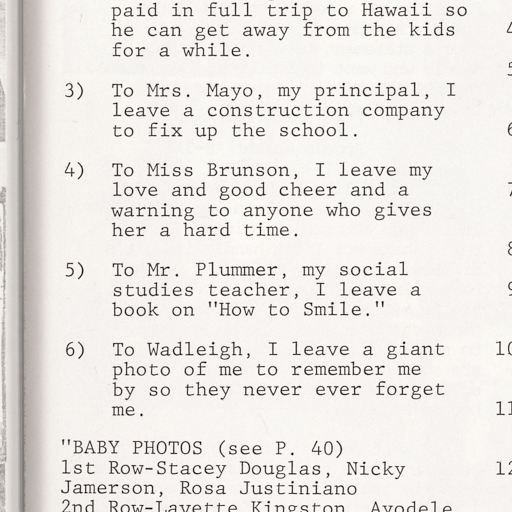 paid in full trip to Hawaii so
he can get away from the kids
for a while.
3) To Mrs. Mayo, my principal, I
leave a construction company
to fix up the school.
4) To Miss Brunson, I leave my
love and good cheer and a
warning to anyone who gives
her a hard time.
5) To Mr. Plummer, my social
studies teacher, I leave a
book on "How to Smile."
6) To Wadleigh, I leave a giant
photo of me to remember me
by so they never ever forget
me.
"BABY PHOTOS (see P. 40)
1st Row-Stacey Douglas, Nicky
Jamerson, Rosa Justiniano
2nd Row-Layette Kingston, Ayodele
4
5
6
7
8
9
10
11
12